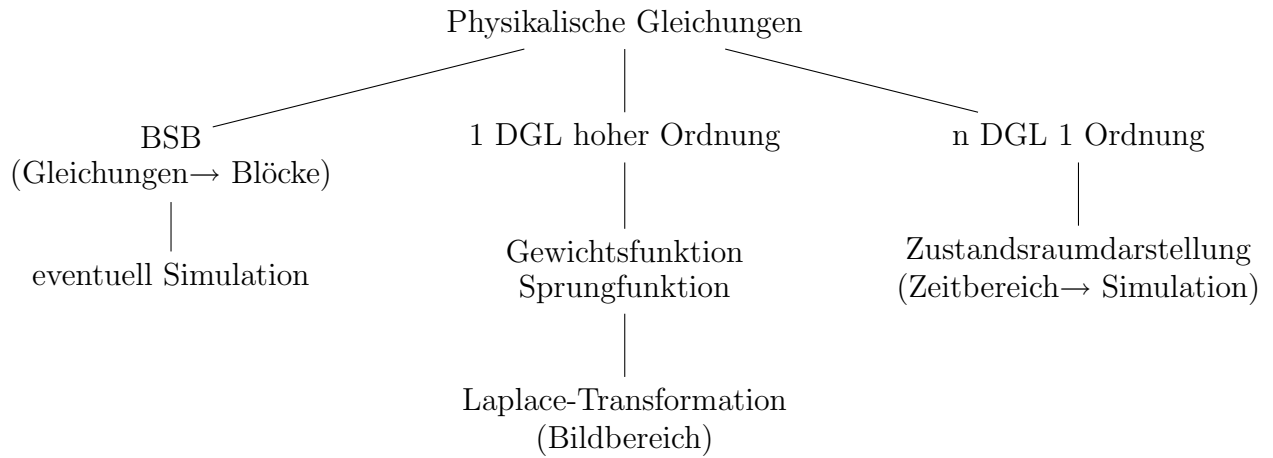 Physikalische Gleichungen
BSB
(Gleichungen→ Blöcke)
1 DGL hoher Ordnung
n DGL 1 Ordnung
eventuell Simulation
Gewichtsfunktion
Sprungfunktion
Zustandsraumdarstellung
(Zeitbereich→ Simulation)
Laplace-Transformation
(Bildbereich)